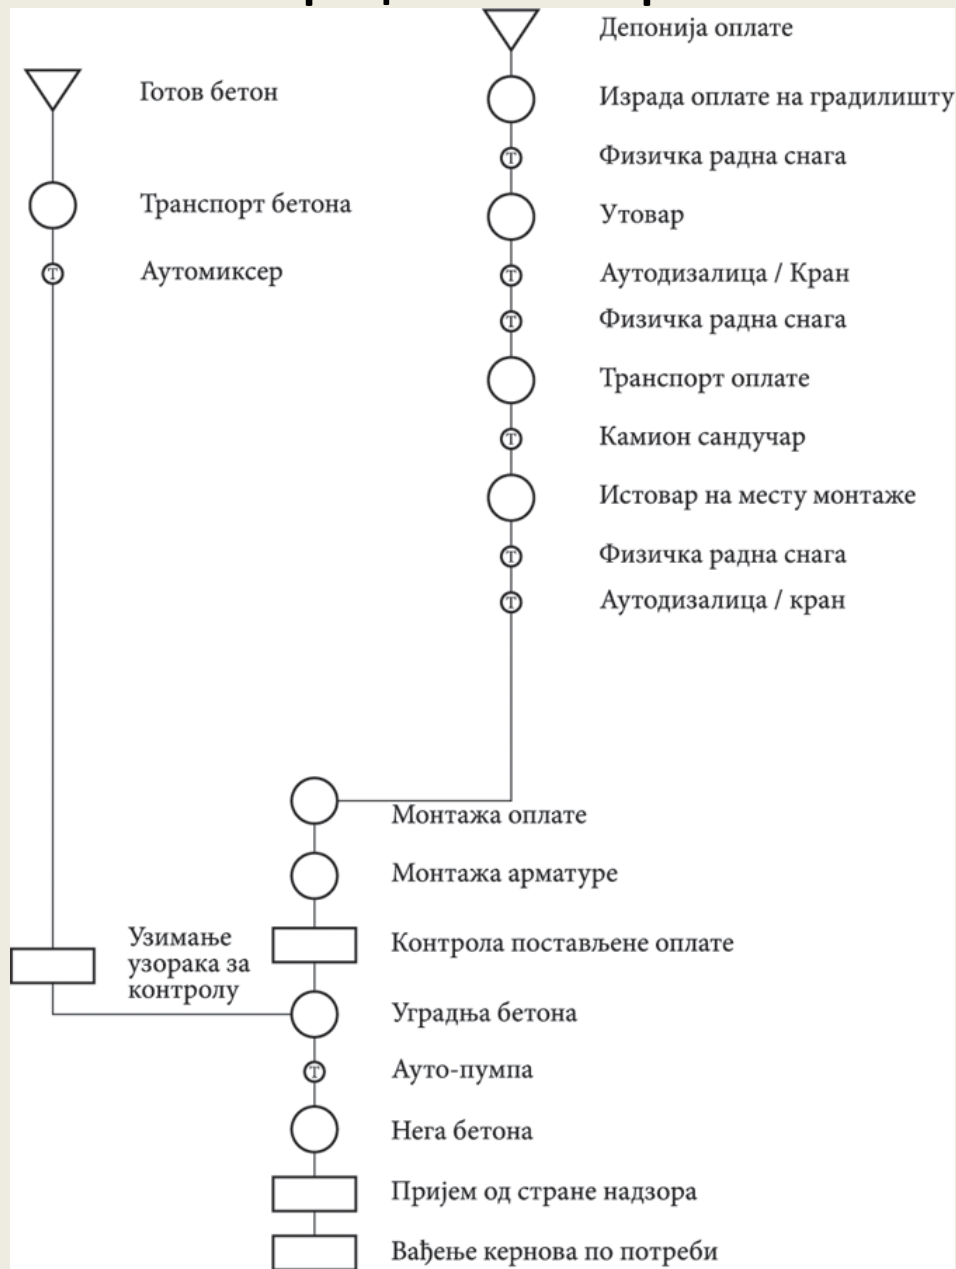 Готов бетон
Транспорт бетона
Аутомиксер
Т
Узимање
узорака за
контролу
Депонија оплате
Израда оплате на градилишту
Т
Физичка радна снага
Утовар
Т
Аутодизалица / Кран
Т
Физичка радна снага
Транспорт оплате
Т
Камион сандучар
Истовар на месту монтаже
Т
Физичка радна снага
Т
Аутодизалица / кран
Монтажа оплате
Монтажа арматуре
Контрола постављене оплате
Уградња бетона
Т
Ауто-пумпа
Нега бетона
Пријем од стране надзора
Вађење кернова по потреби